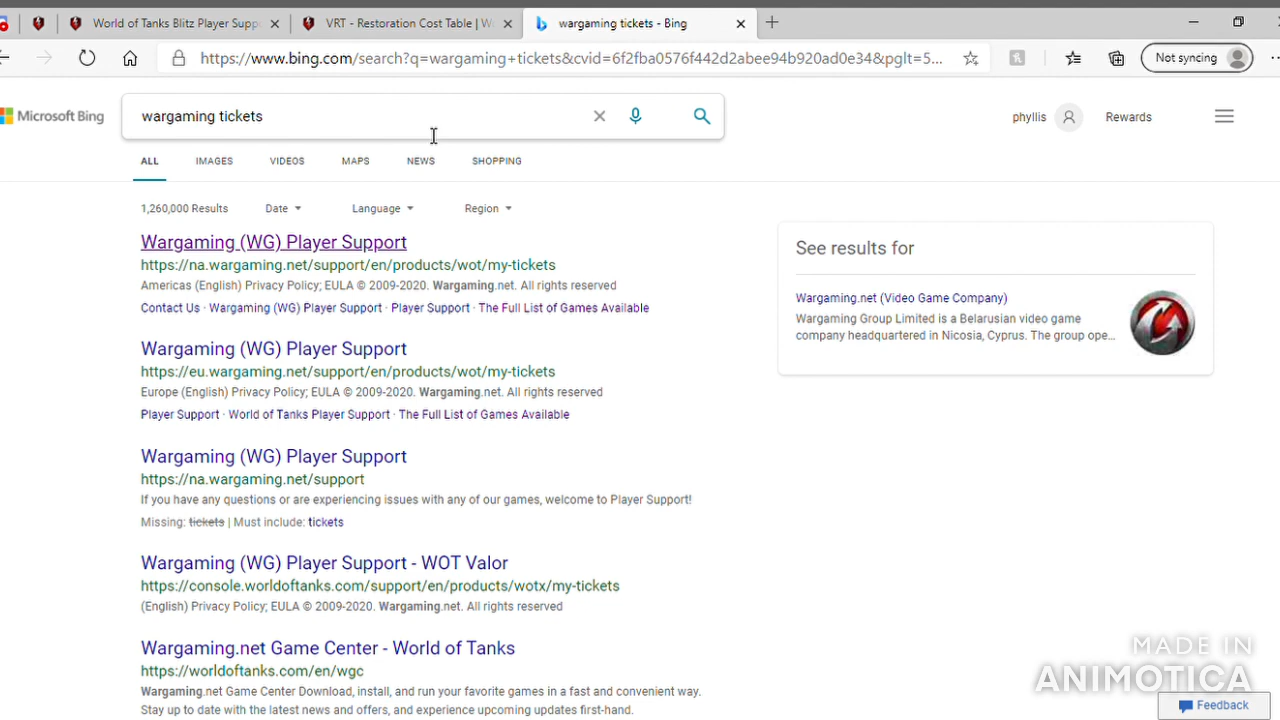 World of Tanks Blitz Player Supp
VRT - Restoration Cost Table | W
wargaming tickets - Bing
https://www.bing.com/search?q=wargaming+tickets&cvid=6f2fba0576f442d2abee94b920ad0e34&pglt=5...
Not syncing
Microsoft Bing
wargaming tickets
phyllis
Rewards
ALL IMAGES VIDEOS MAPS NEWS SHOPPING
1,260,000 Results Date Language Region
Wargaming (WG) Player Support
https://na.wargaming.net/support/en/products/wot/my-tickets
Americas (English) Privacy Policy; EULA © 2009-2020. Wargaming.net. All rights reserved
Contact Us · Wargaming (WG) Player Support · Player Support · The Full List of Games Available
Wargaming (WG) Player Support
https://eu.wargaming.net/support/en/products/wot/my-tickets
Europe (English) Privacy Policy; EULA © 2009-2020. Wargaming.net. All rights reserved
Player Support · World of Tanks Player Support · The Full List of Games Available
Wargaming (WG) Player Support
https://na.wargaming.net/support
If you have any questions or are experiencing issues with any of our games, welcome to Player Support!
Missing: tickets | Must include: tickets
Wargaming (WG) Player Support - WOT Valor
https://console.worldoftanks.com/support/en/products/wotx/my-tickets
(English) Privacy Policy; EULA © 2009-2020. Wargaming.net. All rights reserved
Wargaming.net Game Center - World of Tanks
https://worldoftanks.com/en/wgc
Wargaming.net Game Center Download, install, and run your favorite games in a fast and convenient way.
Stay up to date with the latest news and offers, and experience upcoming updates first-hand.
See results for
Wargaming.net (Video Game Company)
Wargaming Group Limited is a Belarusian video game
company headquartered in Nicosia, Cyprus. The group ope...
MADE IN
ANIMOTICA
Feedback